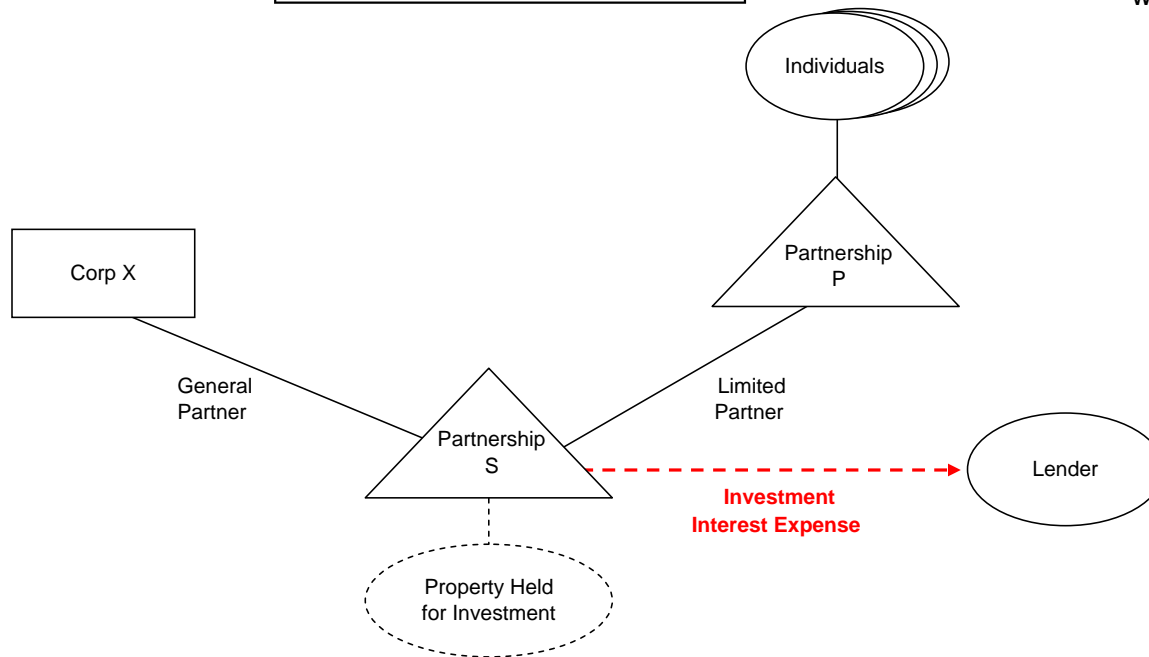 Individuals
Partnership
P
Corp X
General
Partner
Limited
Partner
Partnership
S
Lender
Investment
Interest Expense
Property Held
for Investment